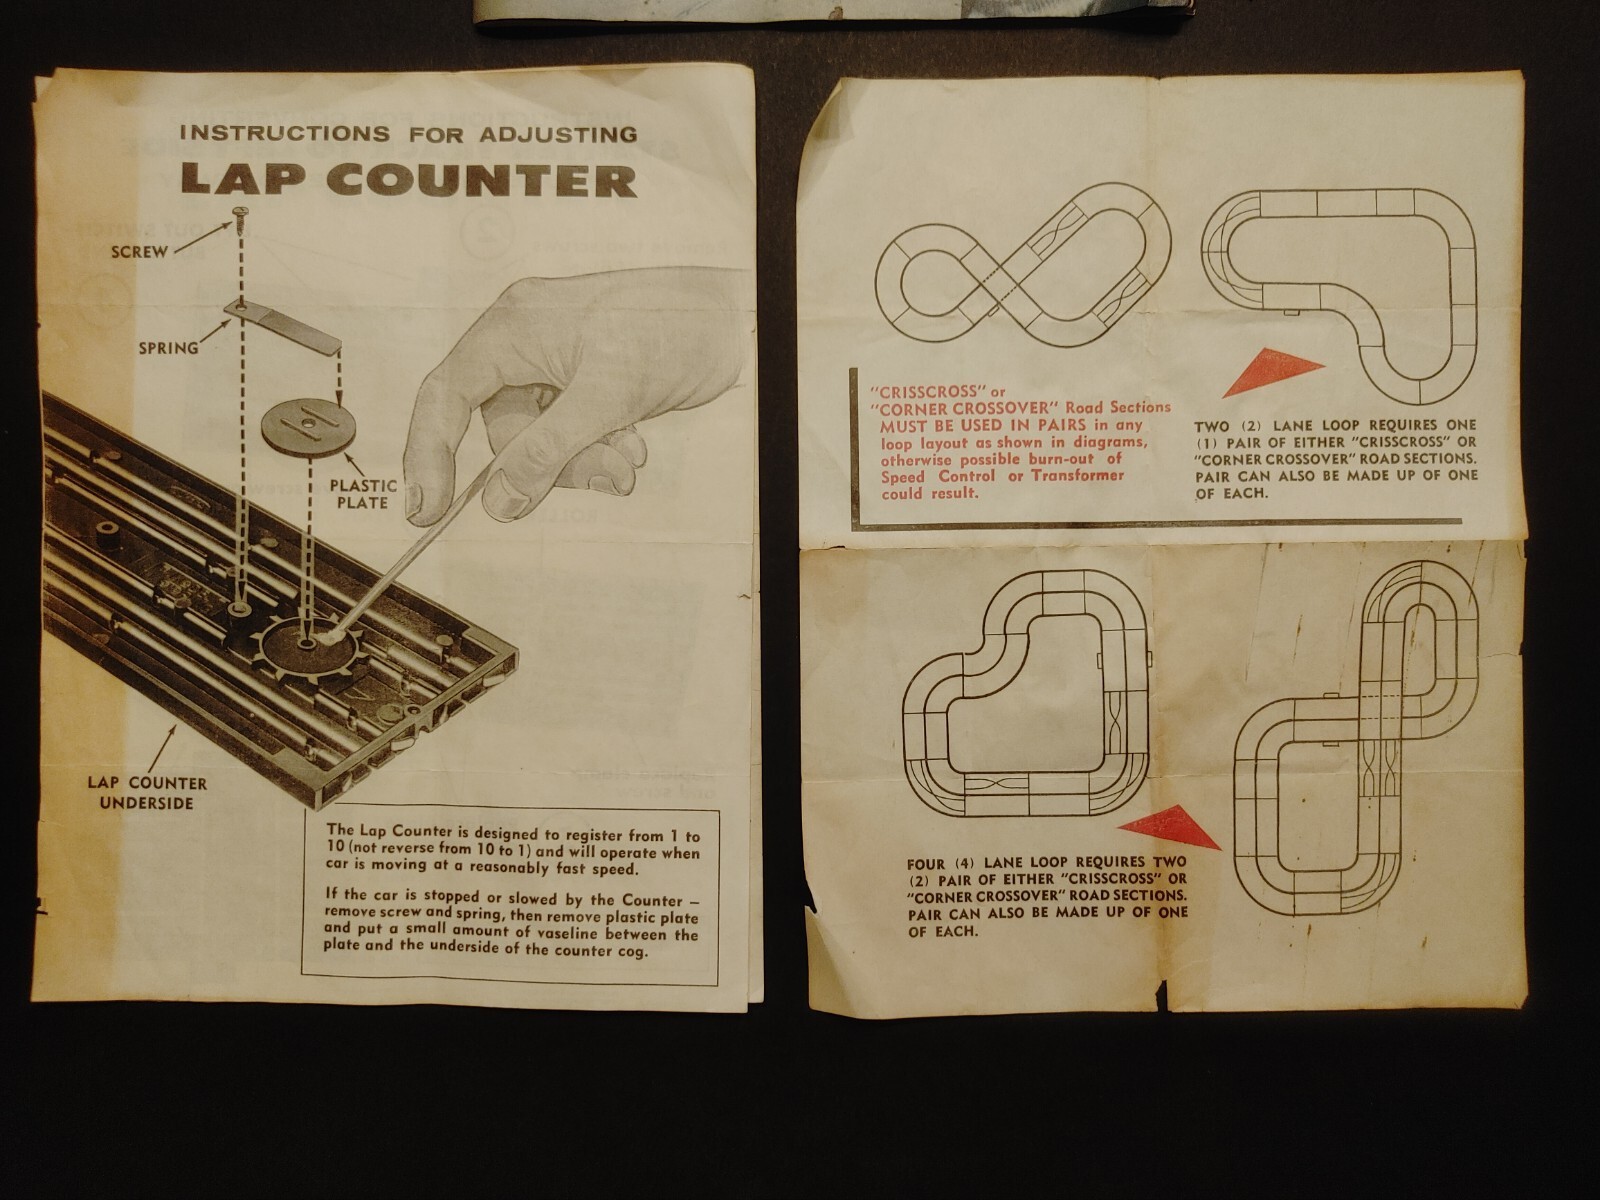 INSTRUCTIONS FOR ADJUSTING
LAP COUNTER
SCREW
SPRING
PLASTIC
PLATE
LAP COUNTER
UNDERSIDE
The Lap Counter is designed to register from 1 to
10 (not reverse from 10 to 1) and will operate when
car is moving at a reasonably fast speed.
If the car is stopped or slowed by the Counter –
remove screw and spring, then remove plastic plate
and put a small amount of vaseline between the
plate and the underside of the counter cog.
"CRISSCROSS" or
"CORNER CROSSOVER" Road Sections
MUST BE USED IN PAIRS in any
loop layout as shown in diagrams,
otherwise possible burn-out of
Speed Control or Transformer
could result.
TWO (2) LANE LOOP REQUIRES ONE
(1) PAIR OF EITHER "CRISSCROSS" OR
"CORNER CROSSOVER" ROAD SECTIONS.
PAIR CAN ALSO BE MADE UP OF ONE
OF EACH.
FOUR (4) LANE LOOP REQUIRES TWO
(2) PAIR OF EITHER "CRISSCROSS" OR
"CORNER CROSSOVER" ROAD SECTIONS.
PAIR CAN ALSO BE MADE UP OF ONE
OF EACH.